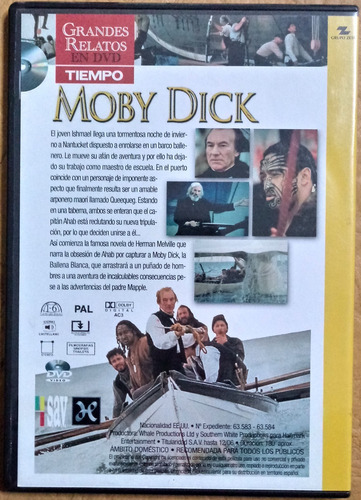 GRANDES
RELATOS
EN DVD
TIEMPO
GRUPO ZETA
MOBY DICK
El joven Ishmael llega una tormentosa noche de invier-
no a Nantucket dispuesto a enrolarse en un barco balle-
nero. Le mueve su afán de aventura y por ello ha deja-
do su trabajo como maestro de escuela. En el puerto
coincide con un personaje de imponente aspecto
que finalmente resulta ser un amable
arponero maorí llamado Queequeg. Estando
en una taberna, ambos se enteran que el ca-
pitán Ahab está reclutando su nueva tripula-
ción, por lo que deciden unirse a él...
Así comienza la famosa novela de Herman Melville que
narra la obsesión de Ahab por capturar a Moby Dick, la
Ballena Blanca, que arrastrará a un puñado de hombres
a una aventura de incalculables consecuencias pe-
se a las advertencias del padre Mapple.
PAL
DOLBY
DIGITAL
AC3
CASTELLANO
DVD
VIDEO
sav
Nacionalidad EE.UU. • Nº Expediente: 63.583 - 63.584
Productora: Whale Productions Ltd y Southern White Productions para Hallmark
Entertainment • Titularidad S.A.V. hasta 12/06 • Duración: 180' aprox.
ÁMBITO DOMÉSTICO • RECOMENDADA PARA TODOS LOS PÚBLICOS